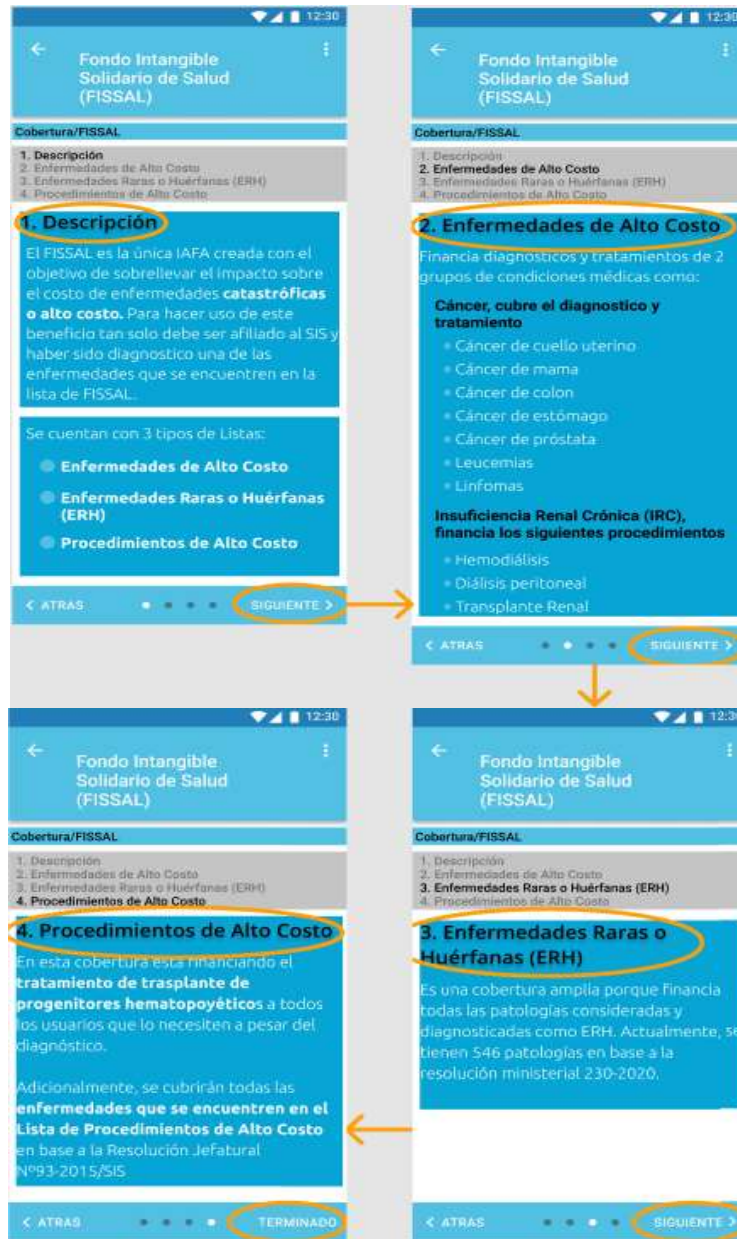 12:30
Fondo Intangible
Solidario de Salud
(FISSAL)
Cobertura/FISSAL
1. Descripción
2. Enfermedades de Alto Costo
3. Enfermedades Raras o Huérfanas (ERH)
4. Procedimientos de Alto Costo
1. Descripción
El FISSAL es la única IAFA creada con el
objetivo de sobrellevar el impacto sobre
el costo de enfermedades catastróficas
o alto costo. Para hacer uso de este
beneficio tan solo debe ser afiliado al SIS y
haber sido diagnostico una de las
enfermedades que se encuentren en la
lista de FISSAL.
Se cuentan con 3 tipos de Listas:
Enfermedades de Alto Costo
Enfermedades Raras o Huérfanas
(ERH)
Procedimientos de Alto Costo
< ATRAS
SIGUIENTE >
12:30
Fondo Intangible
Solidario de Salud
(FISSAL)
Cobertura/FISSAL
1. Descripción
2. Enfermedades de Alto Costo
3. Enfermedades Raras o Huérfanas (ERH)
4. Procedimientos de Alto Costo
2. Enfermedades de Alto Costo
Financia diagnosticos y tratamientos de 2
grupos de condiciones médicas como:
Cáncer, cubre el diagnostico y
tratamiento
Cáncer de cuello uterino
Cáncer de mama
Cáncer de colon
Cáncer de estómago
Cáncer de próstata
Leucemias
Linfomas
Insuficiencia Renal Crónica (IRC),
financia los siguientes procedimientos
Hemodiálisis
Diálisis peritoneal
Transplante Renal
< ATRAS
SIGUIENTE >
12:30
Fondo Intangible
Solidario de Salud
(FISSAL)
Cobertura/FISSAL
1. Descripción
2. Enfermedades de Alto Costo
3. Enfermedades Raras o Huérfanas (ERH)
4. Procedimientos de Alto Costo
3. Enfermedades Raras o
Huérfanas (ERH)
Es una cobertura amplia porque financia
todas las patologías consideradas y
diagnosticadas como ERH. Actualmente, se
tienen 546 patologías en base a la
resolución ministerial 230-2020.
< ATRAS
SIGUIENTE >
12:30
Fondo Intangible
Solidario de Salud
(FISSAL)
Cobertura/FISSAL
1. Descripción
2. Enfermedades de Alto Costo
3. Enfermedades Raras o Huérfanas (ERH)
4. Procedimientos de Alto Costo
4. Procedimientos de Alto Costo
En esta cobertura esta financiando el
tratamiento de trasplante de
progenitores hematopoyéticos a todos
los usuarios que lo necesiten a pesar del
diagnóstico.
Adicionalmente, se cubrirán todas las
enfermedades que se encuentren en el
Lista de Procedimientos de Alto Costo
en base a la Resolución Jefatural
Nº93-2015/SIS
< ATRAS
TERMINADO